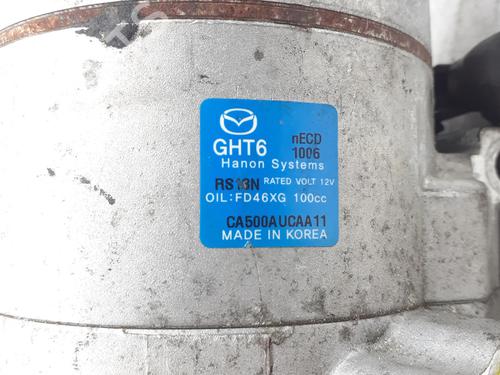 GHT6 nECD
1006
Hanon Systems
RS13N RATED VOLT 12V
OIL:FD46XG 100cc
CA500AUCAA11
MADE IN KOREA